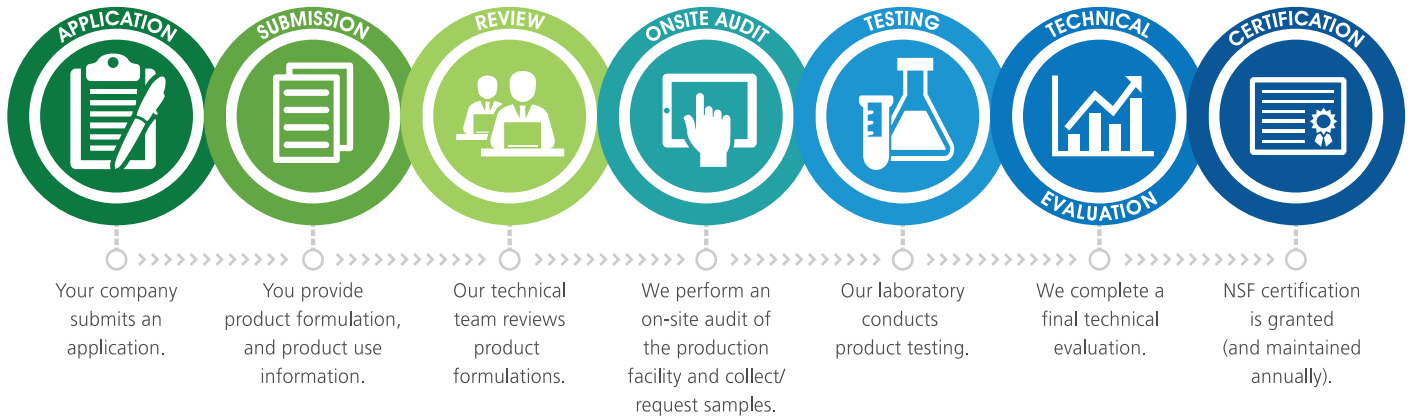 APPLICATION
SUBMISSION
REVIEW
ONSITE AUDIT
TESTING
TECHNICAL
EVALUATION
CERTIFICATION
Your company
submits an
application.
You provide
product formulation,
and product use
information.
Our technical
team reviews
product
formulations.
We perform an
on-site audit of
the production
facility and collect/
request samples.
Our laboratory
conducts
product testing.
We complete a
final technical
evaluation.
NSF certification
is granted
(and maintained
annually).